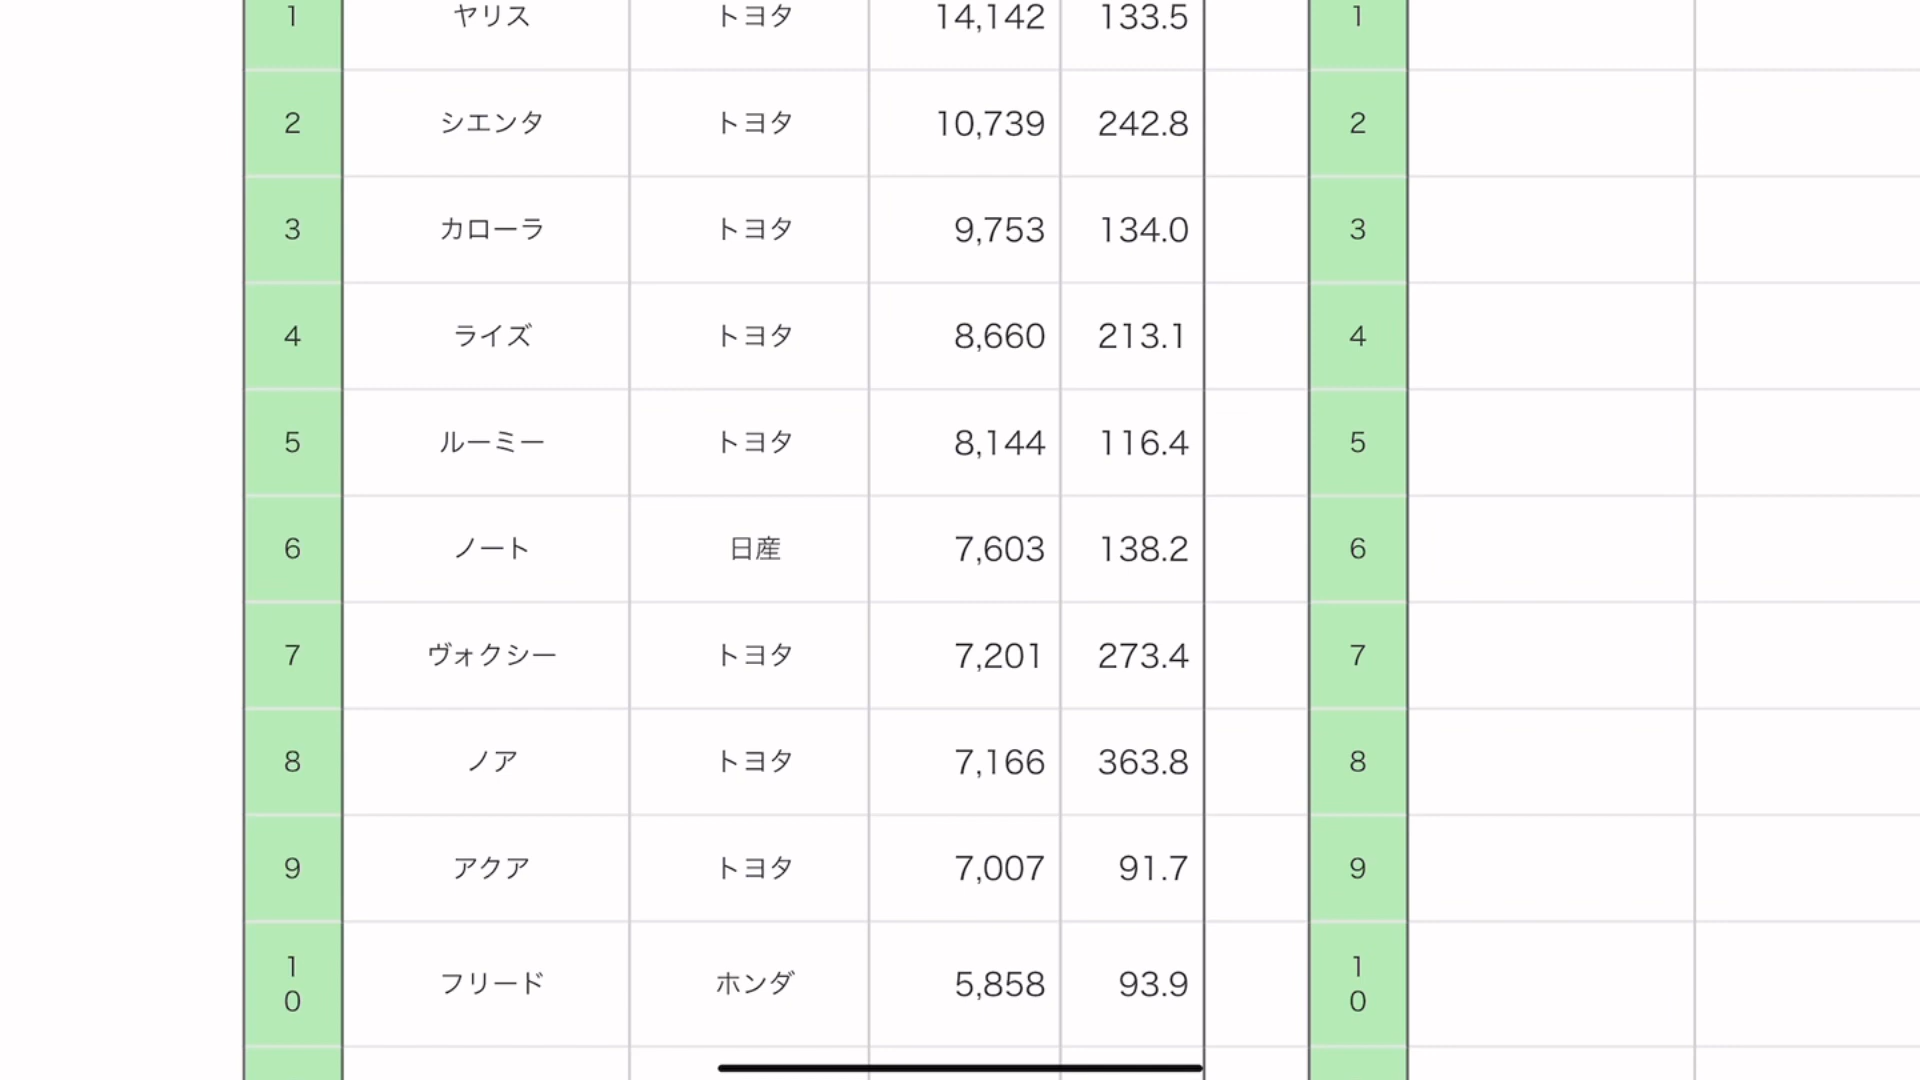 1 ヤリス トヨタ 14,142 133.5 1
2 シエンタ トヨタ 10,739 242.8 2
3 カローラ トヨタ 9,753 134.0 3
4 ライズ トヨタ 8,660 213.1 4
5 ルーミー トヨタ 8,144 116.4 5
6 ノート 日産 7,603 138.2 6
7 ヴォクシー トヨタ 7,201 273.4 7
8 ノア トヨタ 7,166 363.8 8
9 アクア トヨタ 7,007 91.7 9
10 フリード ホンダ 5,858 93.9 10